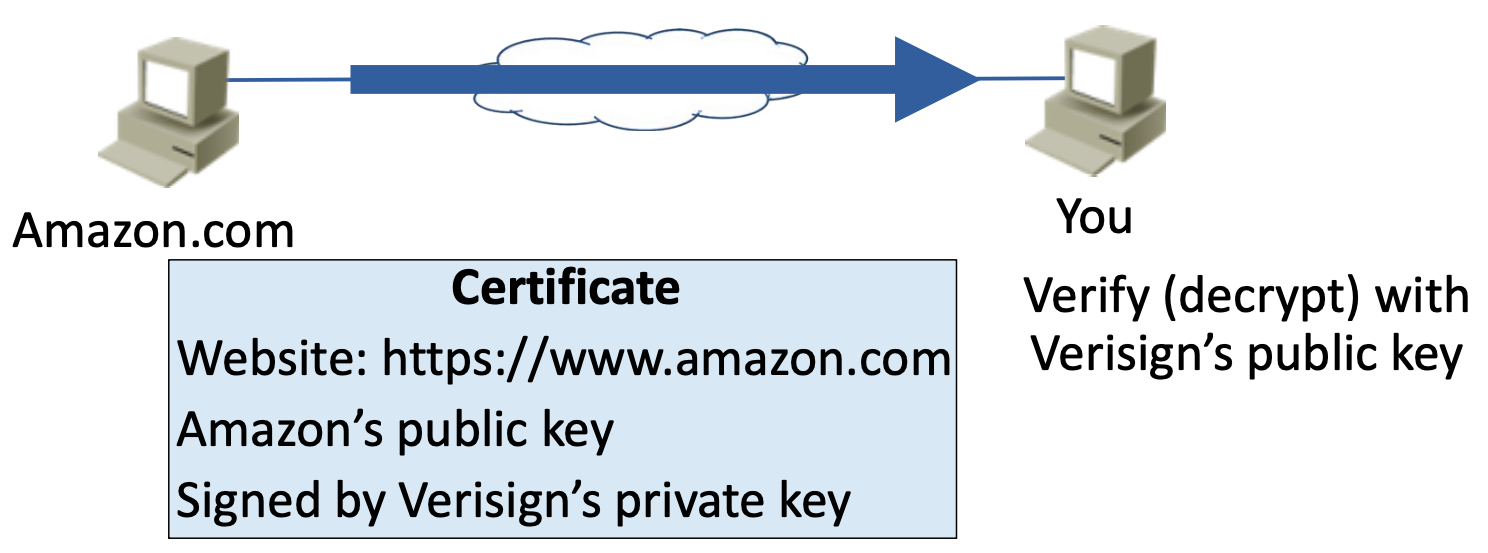 Amazon.com
You
Certificate
Website: https://www.amazon.com
Amazon’s public key
Signed by Verisign’s private key
Verify (decrypt) with
Verisign’s public key